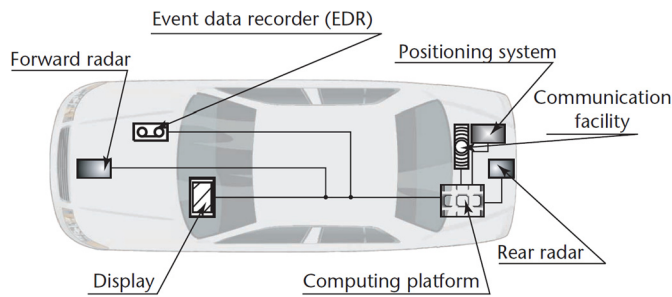 Event data recorder (EDR)
Forward radar
Positioning system
Communication
facility
Rear radar
Display
Computing platform